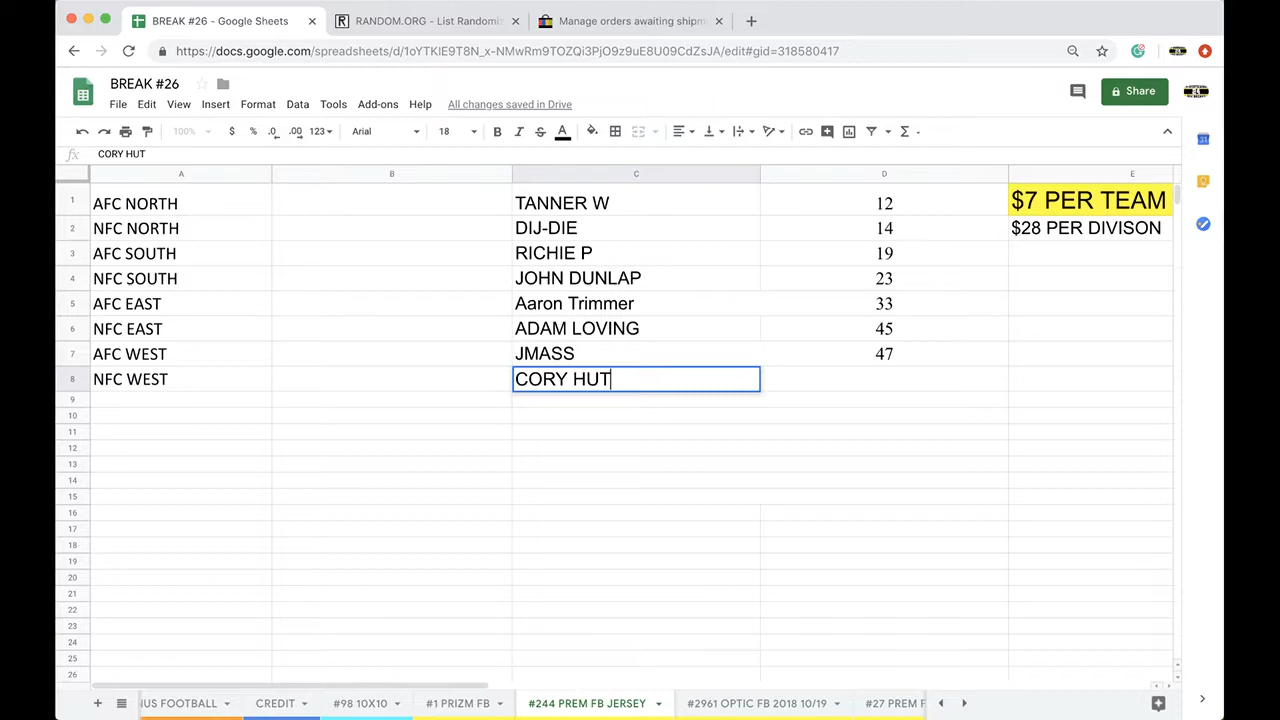 BREAK #26 - Google Sheets
RANDOM.ORG - List Randomiz
Manage orders awaiting shipm
https://docs.google.com/spreadsheets/d/1oYTKlE9T8N_x-NMwRm9TOZQi3PjO9z9uE8U09CdZsJA/edit#gid=318580417
BREAK #26
File Edit View Insert Format Data Tools Add-ons Help All changes saved in Drive
Share
100% $ % .0 .00 123 Arial 18 B I S A Σ
fx CORY HUT
A B C D E
1 AFC NORTH TANNER W 12 $7 PER TEAM
2 NFC NORTH DIJ-DIE 14 $28 PER DIVISON
3 AFC SOUTH RICHIE P 19
4 NFC SOUTH JOHN DUNLAP 23
5 AFC EAST Aaron Trimmer 33
6 NFC EAST ADAM LOVING 45
7 AFC WEST JMASS 47
8 NFC WEST CORY HUT
9
10
11
12
13
14
15
16
17
18
19
20
21
22
23
24
25
26
NUS FOOTBALL CREDIT #98 10X10 #1 PRIZM FB #244 PREM FB JERSEY #2961 OPTIC FB 2018 10/19 #27 PREM F